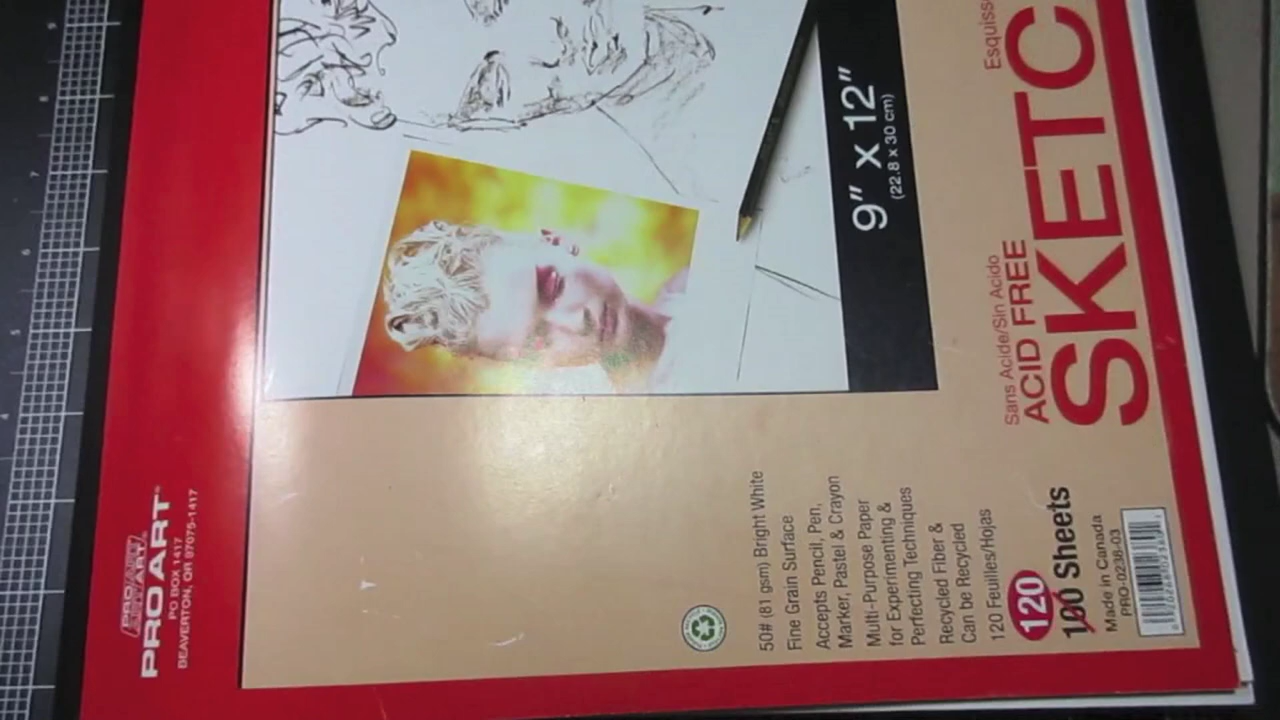 PRO ART
PRO ART®
PO BOX 1417
BEAVERTON, OR 97075-1417
9" X 12"
(22.8 x 30 cm)
Esquiss
Sans Acide/Sin Acido
ACID FREE
SKETC
50# (81 gsm) Bright White
Fine Grain Surface
Accepts Pencil, Pen,
Marker, Pastel & Crayon
Multi-Purpose Paper
for Experimenting &
Perfecting Techniques
Recycled Fiber &
Can be Recycled
120 Feuilles/Hojas
120
100 Sheets
Made in Canada
PRO-0238-03